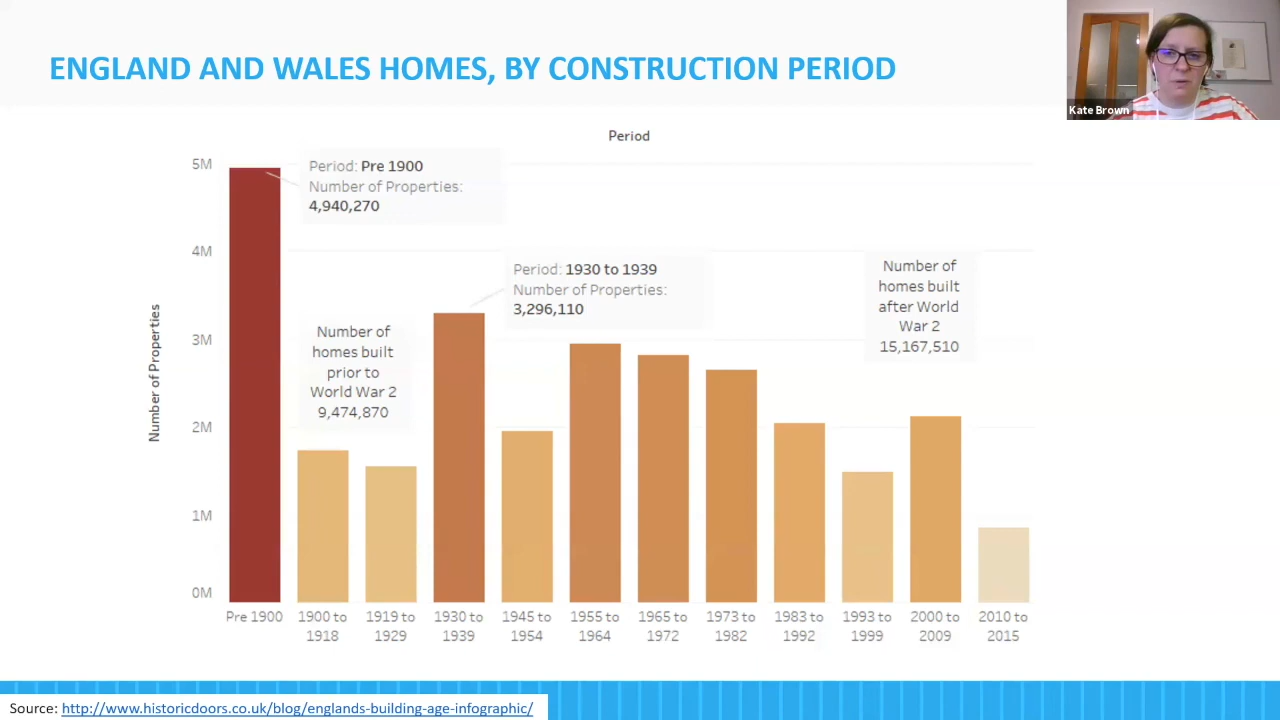 ENGLAND AND WALES HOMES, BY CONSTRUCTION PERIOD
Kate Brown
Period
Number of Properties
5M
4M
3M
2M
1M
0M
Period: Pre 1900
Number of Properties:
4,940,270
Number of
homes built
prior to
World War 2
9,474,870
Period: 1930 to 1939
Number of Properties:
3,296,110
Number of
homes built
after World
War 2
15,167,510
Pre 1900
1900 to
1918
1919 to
1929
1930 to
1939
1945 to
1954
1955 to
1964
1965 to
1972
1973 to
1982
1983 to
1992
1993 to
1999
2000 to
2009
2010 to
2015
Source: http://www.historicdoors.co.uk/blog/englands-building-age-infographic/